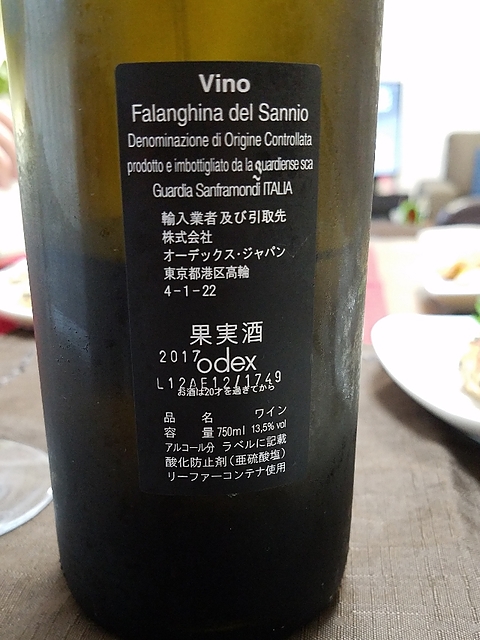 Vino
Falanghina del Sannio
Denominazione di Origine Controllata
prodotto e imbottigliato da la guardiense sca
Guardia Sanframondi ITALIA
輸入業者及び引取先
株式会社
オーデックス・ジャパン
東京都港区高輪
4-1-22
果実酒
2017
odex
L12AE12/1749
お酒は20才を過ぎてから
品 名 ワイン
容 量 750ml 13,5% vol
アルコール分 ラベルに記載
酸化防止剤(亜硫酸塩)
リーファーコンテナ使用